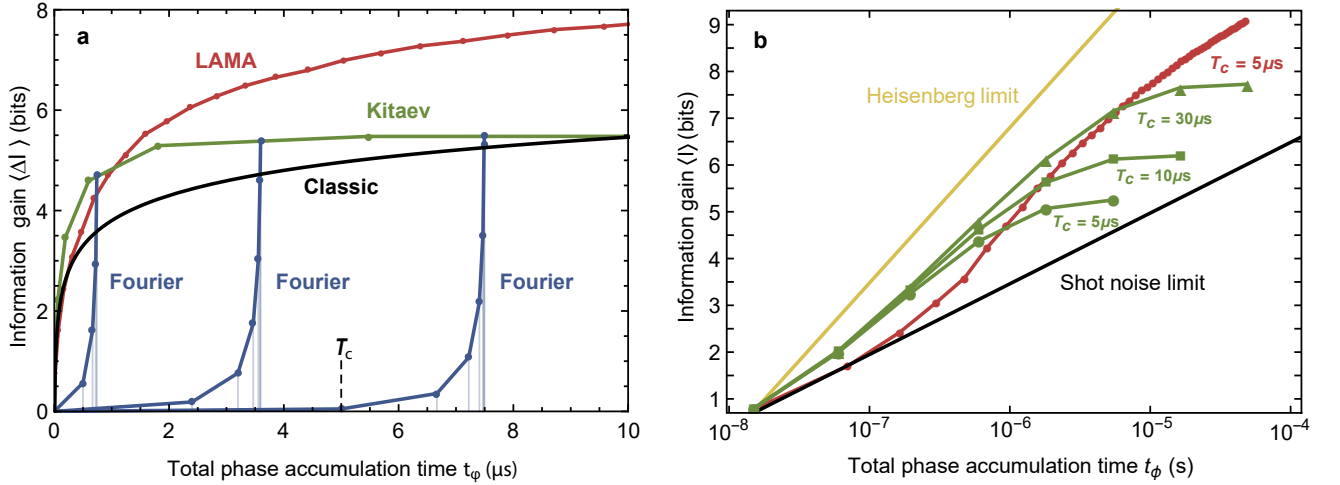 a
Information gain ⟨ΔI⟩ (bits)
8
6
4
2
0
LAMA
Kitaev
Classic
Fourier
Fourier
Fourier
Tc
0
2
4
6
8
10
Total phase accumulation time tφ (μs)
b
Information gain ⟨I⟩ (bits)
9
8
7
6
5
4
3
2
1
Heisenberg limit
Tc = 5μs
Tc = 30μs
Tc = 10μs
Tc = 5μs
Shot noise limit
10⁻⁸
10⁻⁷
10⁻⁶
10⁻⁵
10⁻⁴
Total phase accumulation time tϕ (s)